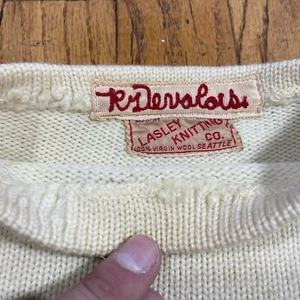 R. Devalois.
LASLEY
KNITTING
CO.
100% VIRGIN WOOL SEATTLE